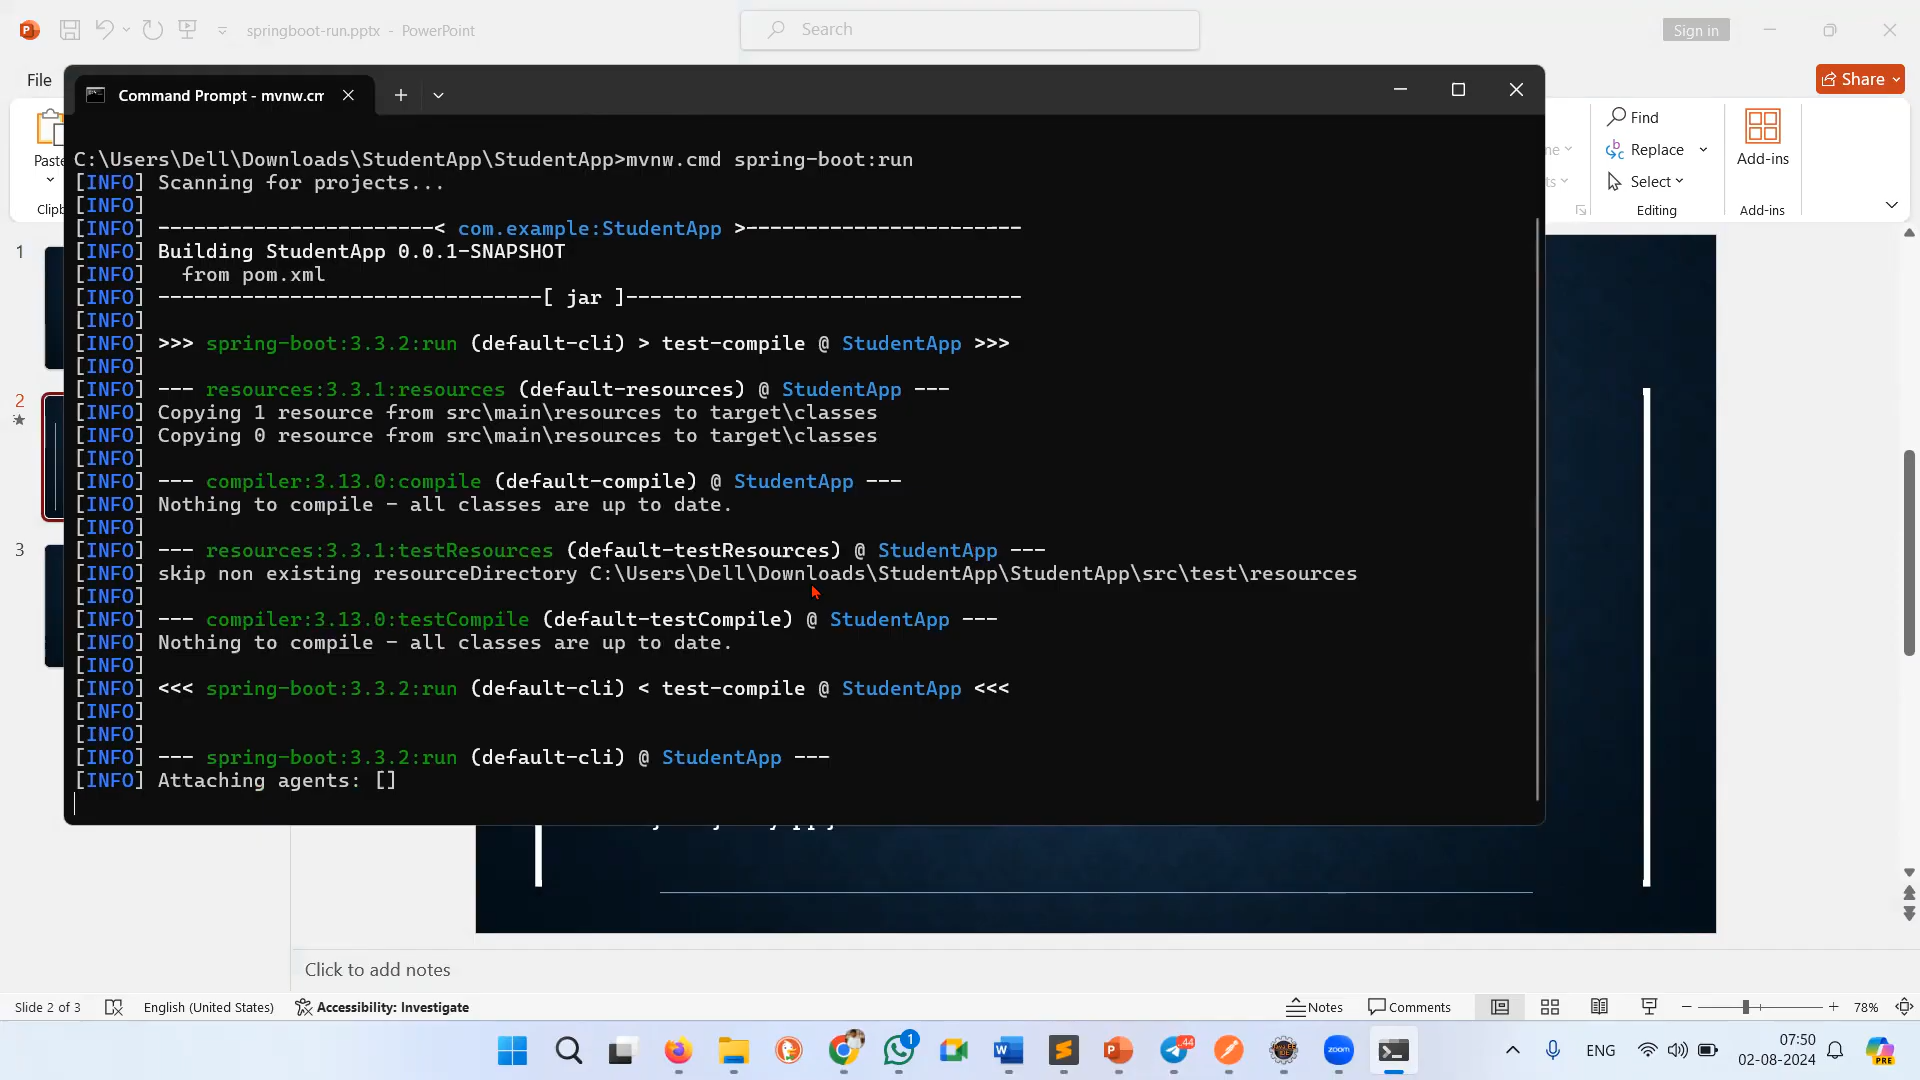 springboot-run.pptx - PowerPoint
Search
Sign in
File
Share
Command Prompt - mvnw.cm
Paste
Clipb
Find
Replace
Select
Editing
Add-ins
Add-ins
C:\Users\Dell\Downloads\StudentApp\StudentApp>mvnw.cmd spring-boot:run
[INFO] Scanning for projects...
[INFO]
[INFO] -----------------------< com.example:StudentApp >-----------------------
[INFO] Building StudentApp 0.0.1-SNAPSHOT
[INFO]   from pom.xml
[INFO] --------------------------------[ jar ]---------------------------------
[INFO]
[INFO] >>> spring-boot:3.3.2:run (default-cli) > test-compile @ StudentApp >>>
[INFO]
[INFO] --- resources:3.3.1:resources (default-resources) @ StudentApp ---
[INFO] Copying 1 resource from src\main\resources to target\classes
[INFO] Copying 0 resource from src\main\resources to target\classes
[INFO]
[INFO] --- compiler:3.13.0:compile (default-compile) @ StudentApp ---
[INFO] Nothing to compile - all classes are up to date.
[INFO]
[INFO] --- resources:3.3.1:testResources (default-testResources) @ StudentApp ---
[INFO] skip non existing resourceDirectory C:\Users\Dell\Downloads\StudentApp\StudentApp\src\test\resources
[INFO]
[INFO] --- compiler:3.13.0:testCompile (default-testCompile) @ StudentApp ---
[INFO] Nothing to compile - all classes are up to date.
[INFO]
[INFO] <<< spring-boot:3.3.2:run (default-cli) < test-compile @ StudentApp <<<
[INFO]
[INFO]
[INFO] --- spring-boot:3.3.2:run (default-cli) @ StudentApp ---
[INFO] Attaching agents: []
1
2
3
Click to add notes
Slide 2 of 3
English (United States)
Accessibility: Investigate
Notes
Comments
78%
1
.44
zoom
ENG
07:50
02-08-2024
PRE